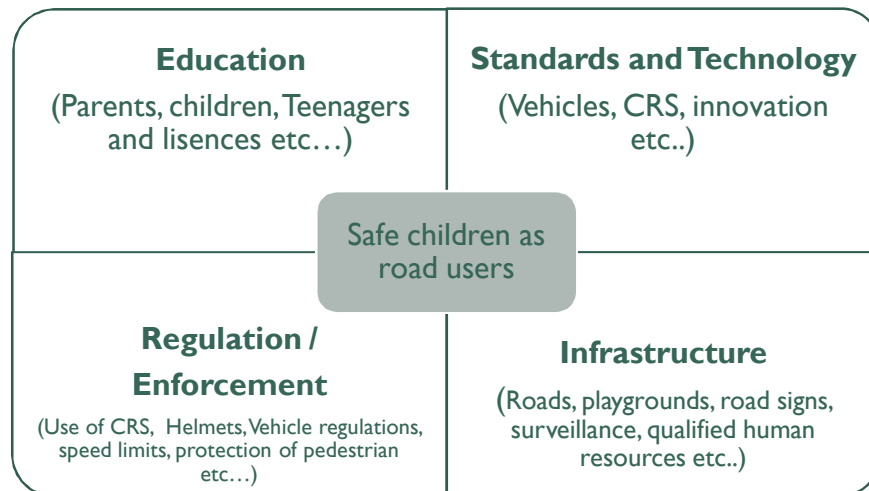 Education
(Parents, children, Teenagers
and lisences etc…)
Standards and Technology
(Vehicles, CRS, innovation
etc..)
Safe children as
road users
Regulation /
Enforcement
(Use of CRS, Helmets, Vehicle regulations,
speed limits, protection of pedestrian
etc…)
Infrastructure
(Roads, playgrounds, road signs,
surveillance, qualified human
resources etc..)